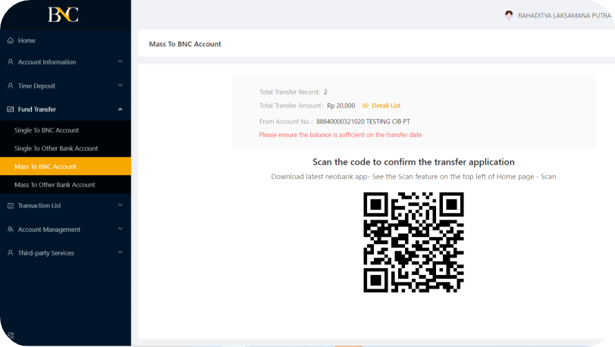 BNC
RAHADITYA LAKSAMANA PUTRA
Home
Account Information
Time Deposit
Fund Transfer
Single To BNC Account
Single To Other Bank Account
Mass To BNC Account
Mass To Other Bank Account
Transaction List
Account Management
Third-party Services
Mass To BNC Account
Total Transfer Record: 2
Total Transfer Amount: Rp 20,000 Detail List
From Account No.: 88840000321020 TESTING CIB PT
Please ensure the balance is sufficient on the transfer date
Scan the code to confirm the transfer application
Download latest neobank app- See the Scan feature on the top left of Home page - Scan